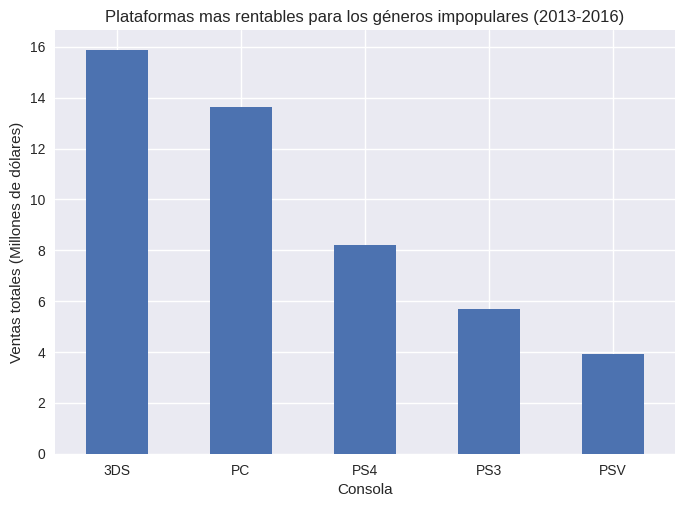 Plataformas mas rentables para los géneros impopulares (2013-2016)
Ventas totales (Millones de dólares)
16
14
12
10
8
6
4
2
0
3DS PC PS4 PS3 PSV
Consola